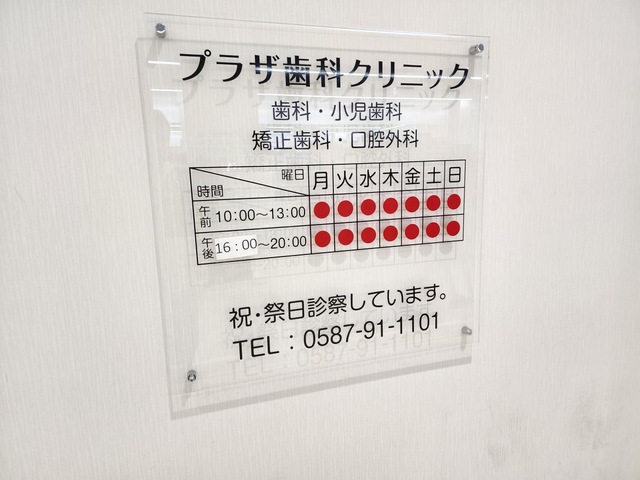 プラザ歯科クリニック
歯科・小児歯科
矯正歯科・口腔外科
曜日 時間 月 火 水 木 金 土 日
午前 10:00～13:00 ● ● ● ● ● ● ●
午後 16:00～20:00 ● ● ● ● ● ● ●
祝・祭日診察しています。
TEL：0587-91-1101